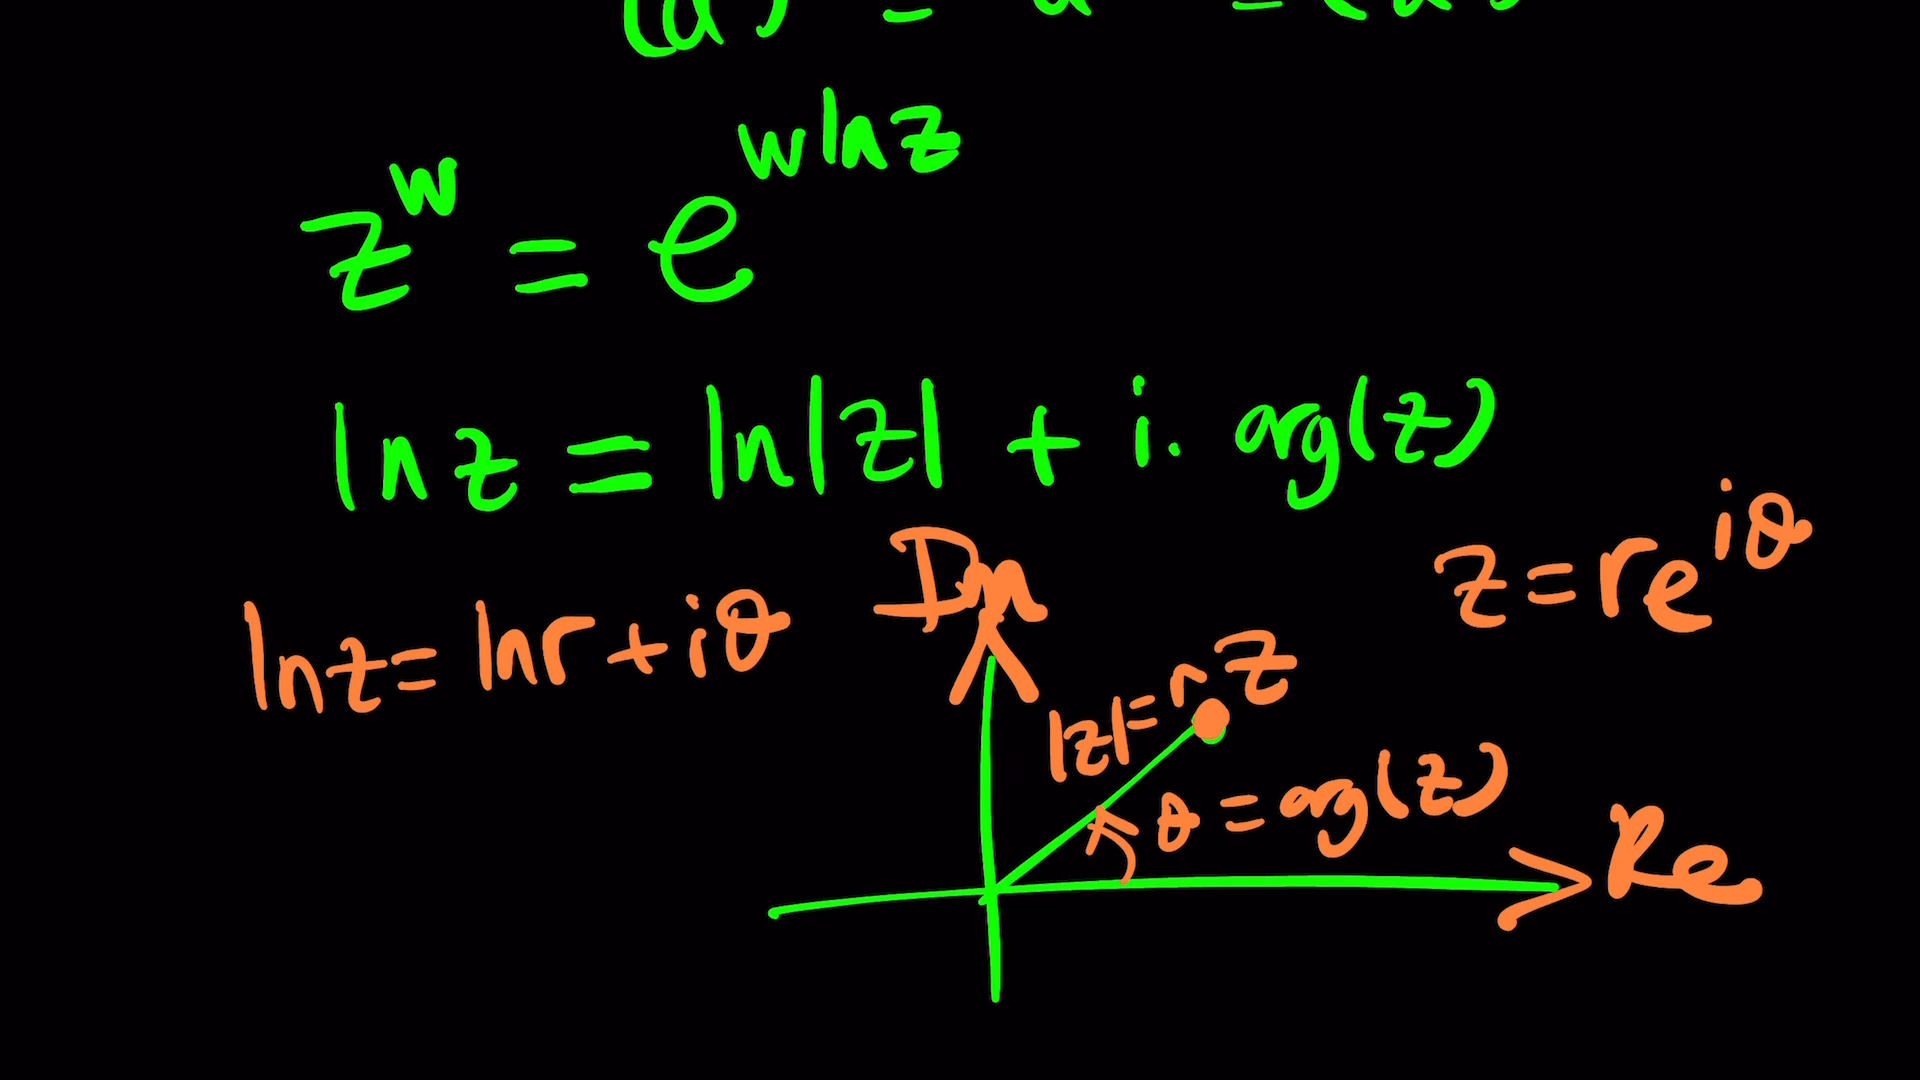 z^w = e^{w ln z}
ln z = ln|z| + i. arg(z)
z = re^{iθ}
ln z = ln r + iθ
Im
z
|z| = r
θ = arg(z)
Re